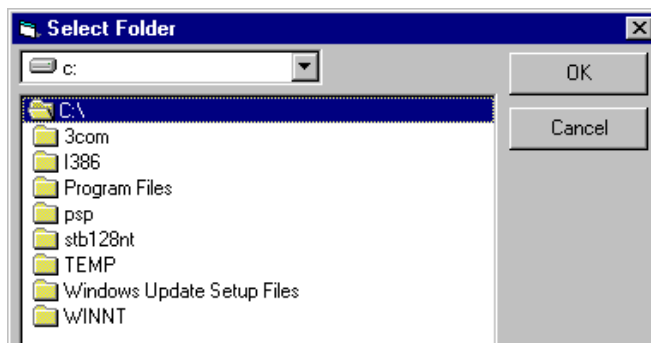 Select Folder
c:
OK
C:\
Cancel
3com
I386
Program Files
psp
stb128nt
TEMP
Windows Update Setup Files
WINNT